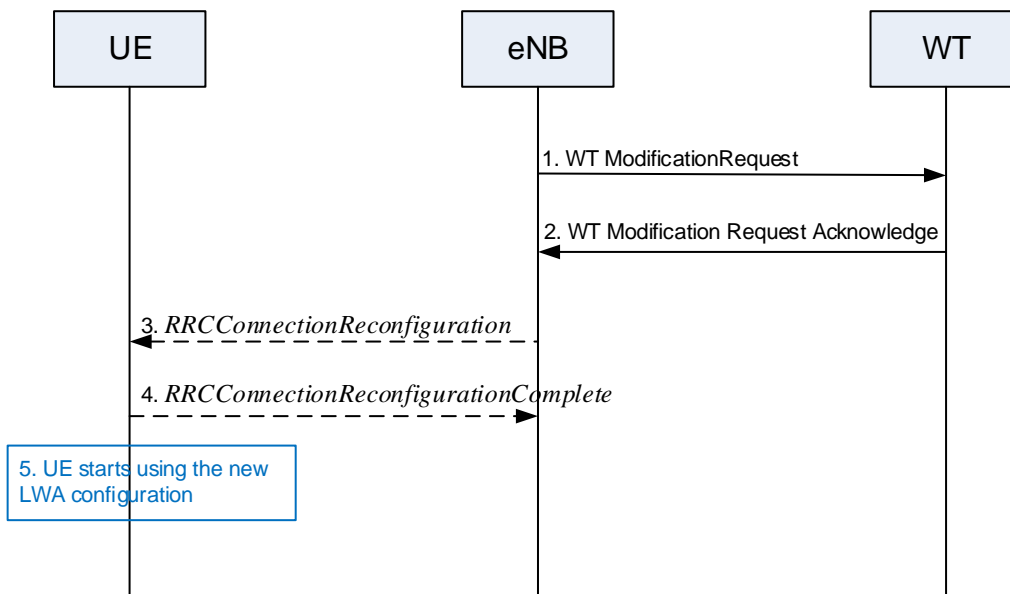 UE
eNB
WT
1. WT ModificationRequest
2. WT Modification Request Acknowledge
3. RRCConnectionReconfiguration
4. RRCConnectionReconfigurationComplete
5. UE starts using the new
LWA configuration